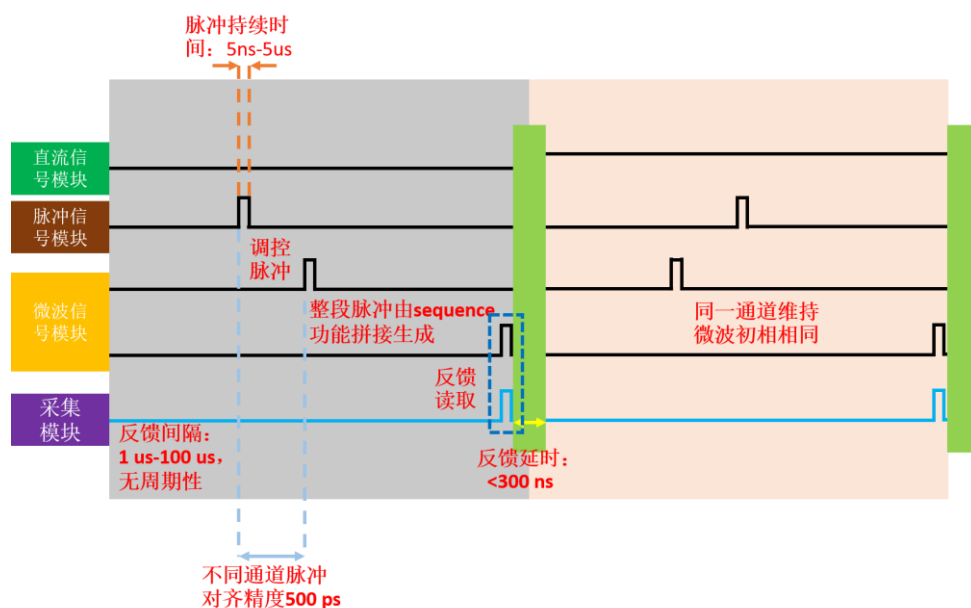 脉冲持续时
间：5ns-5us
直流信
号模块
脉冲信
号模块
调控
脉冲
微波信
号模块
整段脉冲由sequence
功能拼接生成
同一通道维持
微波初相相同
反馈
读取
采集
模块
反馈间隔：
1 us-100 us，
无周期性
反馈延时：
<300 ns
不同通道脉冲
对齐精度500 ps